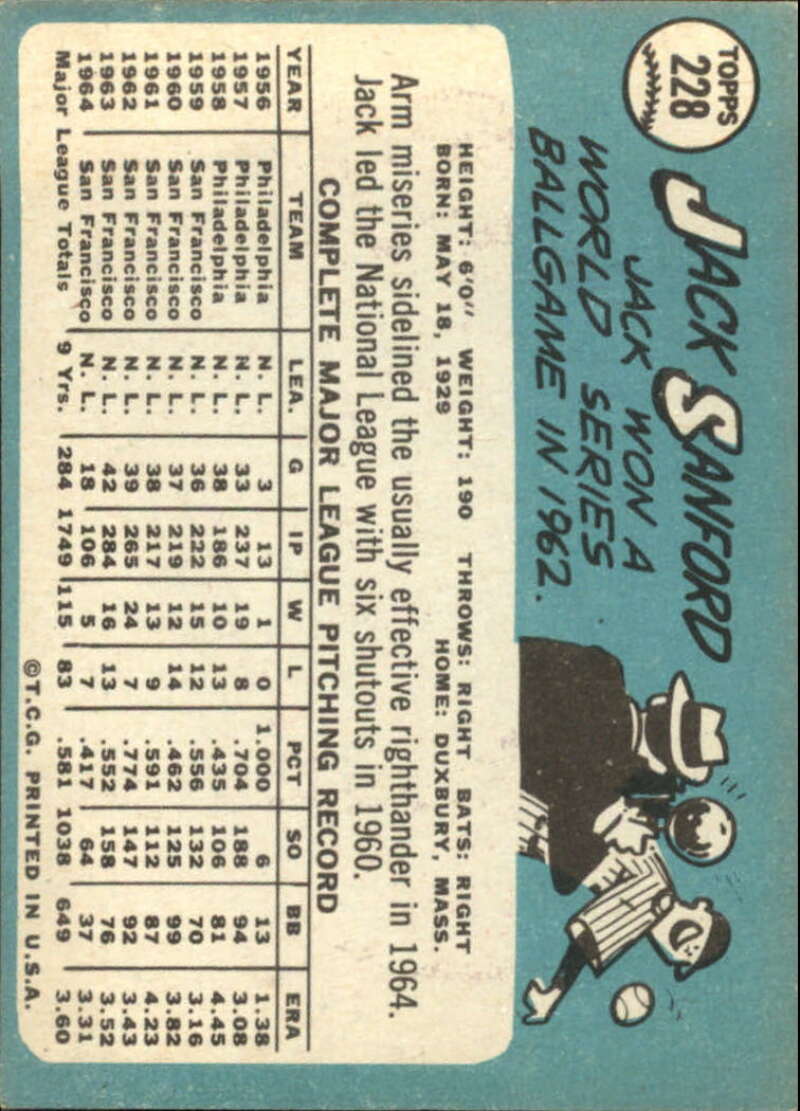 TOPPS
228
JACK SANFORD
JACK WON A
WORLD SERIES
BALLGAME IN 1962.
HEIGHT: 6'0" WEIGHT: 190 THROWS: RIGHT BATS: RIGHT
BORN: MAY 18, 1929 HOME: DUXBURY, MASS.
Arm miseries sidelined the usually effective righthander in 1964.
Jack led the National League with six shutouts in 1960.
COMPLETE MAJOR LEAGUE PITCHING RECORD
YEAR TEAM LEA. G IP W L PCT SO BB ERA
1956 Philadelphia N. L. 3 13 1 0 1.000 6 13 1.38
1957 Philadelphia N. L. 33 237 19 8 .704 188 94 3.08
1958 Philadelphia N. L. 38 186 10 13 .435 106 81 4.45
1959 San Francisco N. L. 36 222 15 12 .556 132 70 3.16
1960 San Francisco N. L. 37 219 12 14 .462 125 99 3.82
1961 San Francisco N. L. 38 217 13 9 .591 112 87 4.23
1962 San Francisco N. L. 39 265 24 7 .774 147 92 3.43
1963 San Francisco N. L. 42 284 16 13 .552 158 76 3.52
1964 San Francisco N. L. 18 106 5 7 .417 64 37 3.31
Major League Totals 9 Yrs. 284 1749 115 83 .581 1038 649 3.60
©T.C.G. PRINTED IN U.S.A.